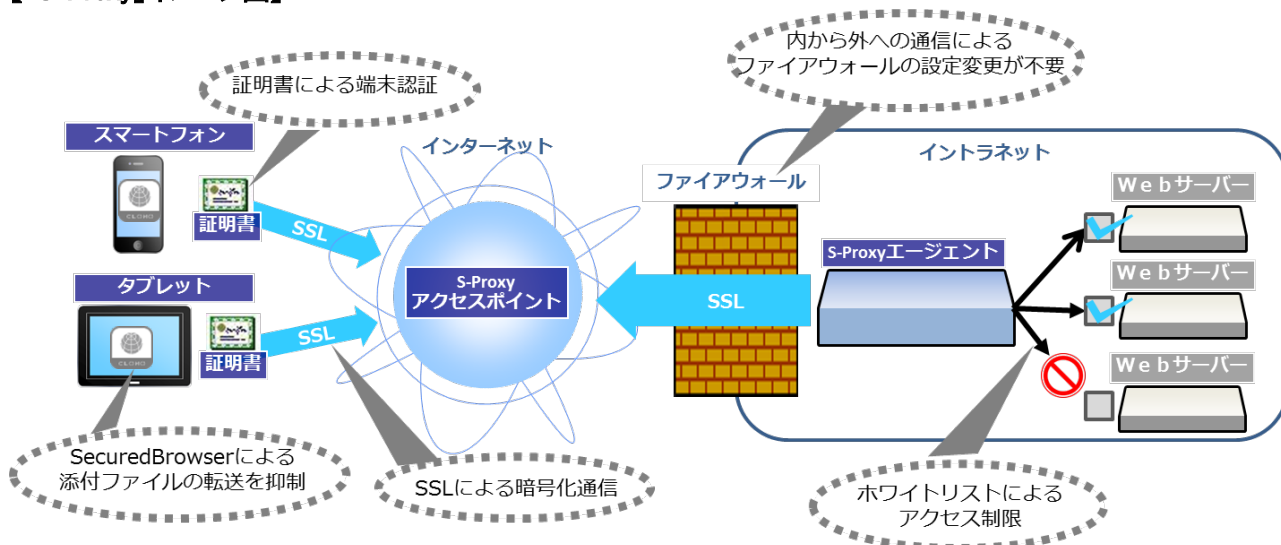 証明書による端末認証
内から外への通信による
ファイアウォールの設定変更が不要
スマートフォン
インターネット
イントラネット
ファイアウォール
Ｗｅｂサーバー
CLOMO
証明書
SSL
S-Proxyエージェント
S-Proxy
アクセスポイント
SSL
Ｗｅｂサーバー
タブレット
CLOMO
証明書
SSL
Ｗｅｂサーバー
SecuredBrowserによる
添付ファイルの転送を抑制
SSLによる暗号化通信
ホワイトリストによる
アクセス制限